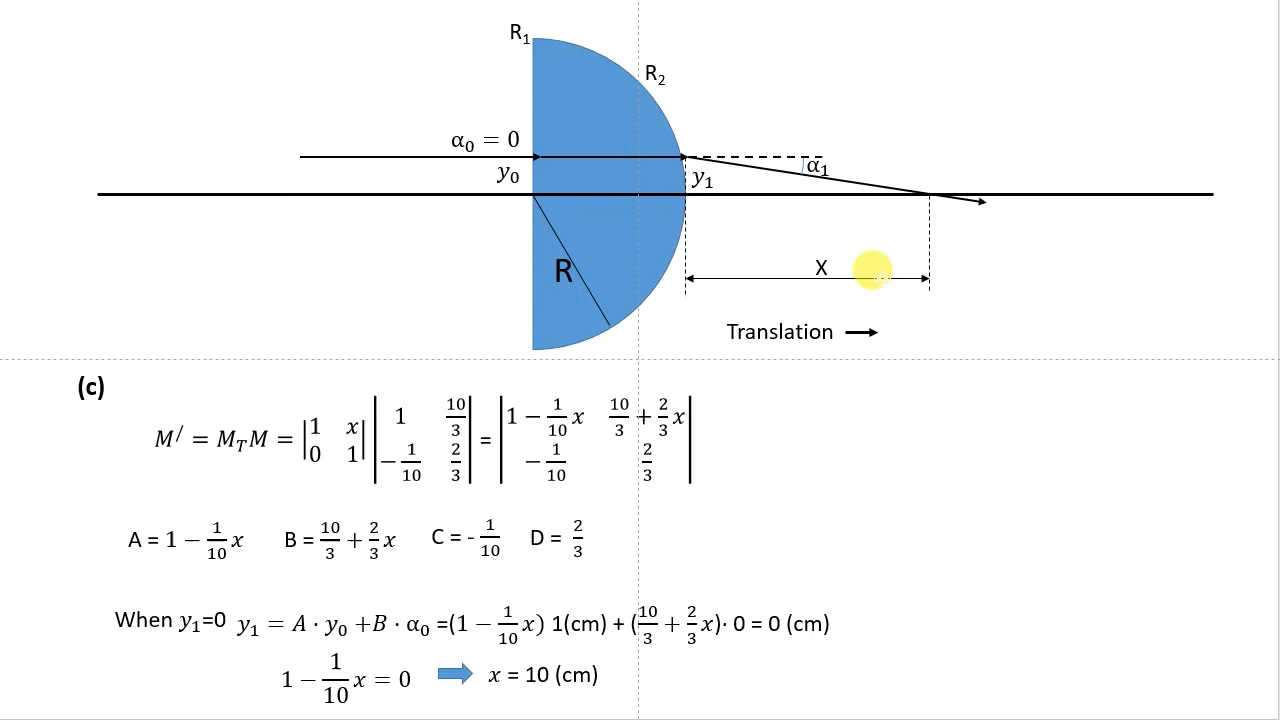 R₁
R₂
α₀ = 0
y₀
y₁
α₁
R
X
Translation
(c)
M′ = M_T M = |1 x; 0 1| |1 10/3; −1/10 2/3| = |1 − 1/10 x 10/3 + 2/3 x; −1/10 2/3|
A = 1 − 1/10 x B = 10/3 + 2/3 x C = - 1/10 D = 2/3
When y₁=0 y₁ = A · y₀ + B · α₀ =(1 − 1/10 x) 1(cm) + (10/3 + 2/3 x)· 0 = 0 (cm)
1 − 1/10 x = 0 x = 10 (cm)